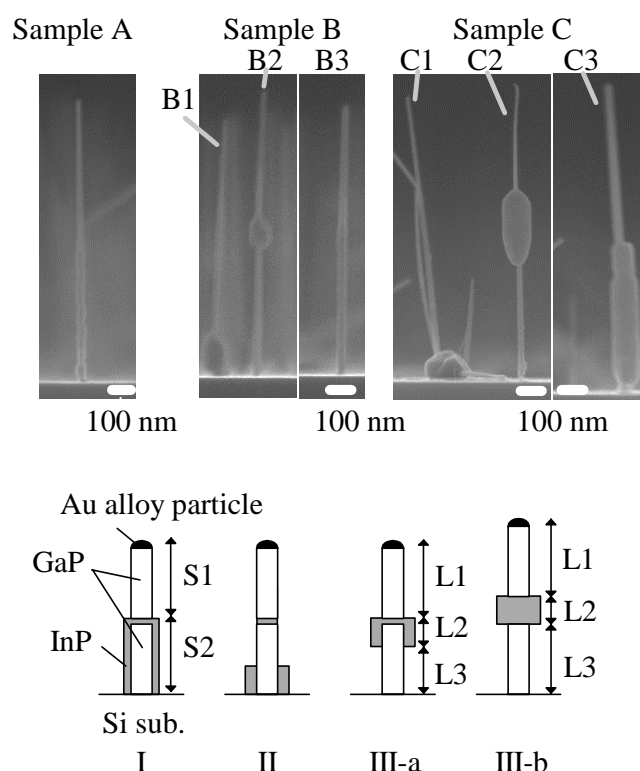 Sample A Sample B Sample C
B2 B3 C1 C2 C3
B1
100 nm 100 nm 100 nm
Au alloy particle
GaP S1 L1 L1
L2 L2
InP S2 L3 L3
Si sub.
I II III-a III-b